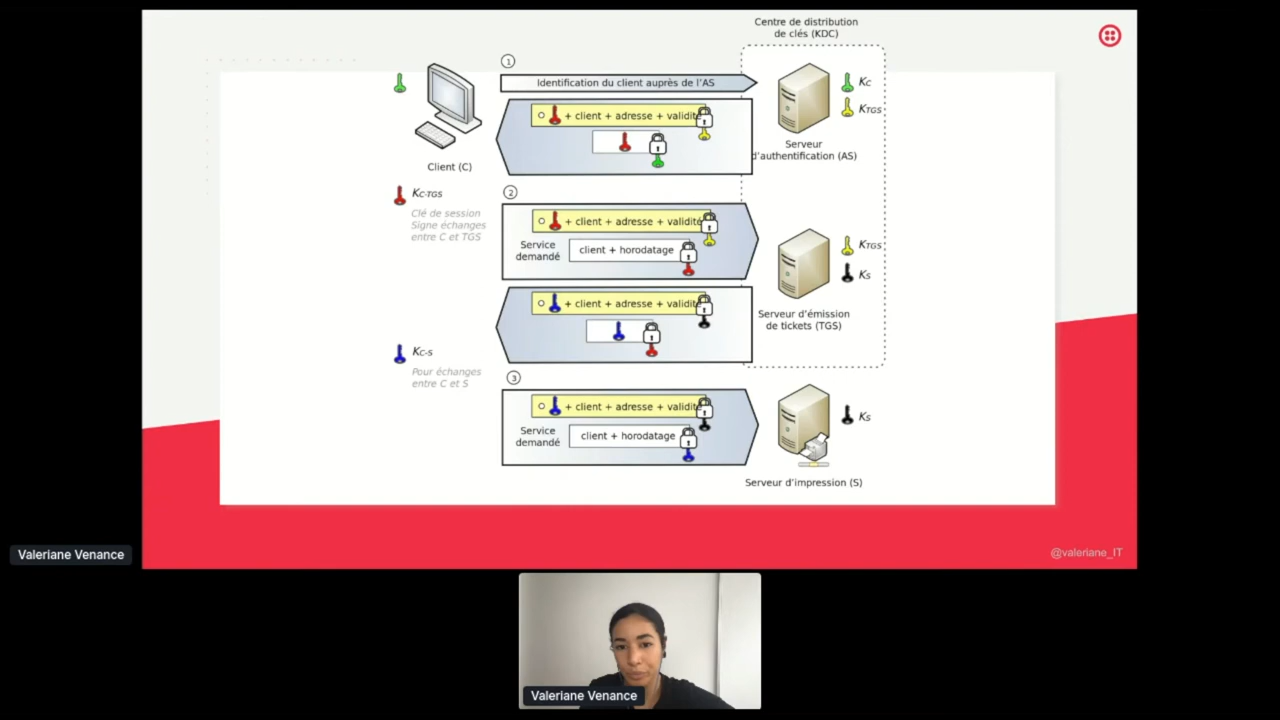 Centre de distribution
de clés (KDC)
1
Identification du client auprès de l'AS
KC
KTGS
+ client + adresse + validité
Serveur
d'authentification (AS)
Client (C)
KC-TGS
Clé de session
Signe échanges
entre C et TGS
2
+ client + adresse + validité
Service
demandé
client + horodatage
KTGS
KS
+ client + adresse + validité
Serveur d'émission
de tickets (TGS)
KC-S
Pour échanges
entre C et S
3
+ client + adresse + validité
Service
demandé
client + horodatage
KS
Serveur d'impression (S)
@valeriane_IT
Valeriane Venance
Valeriane Venance